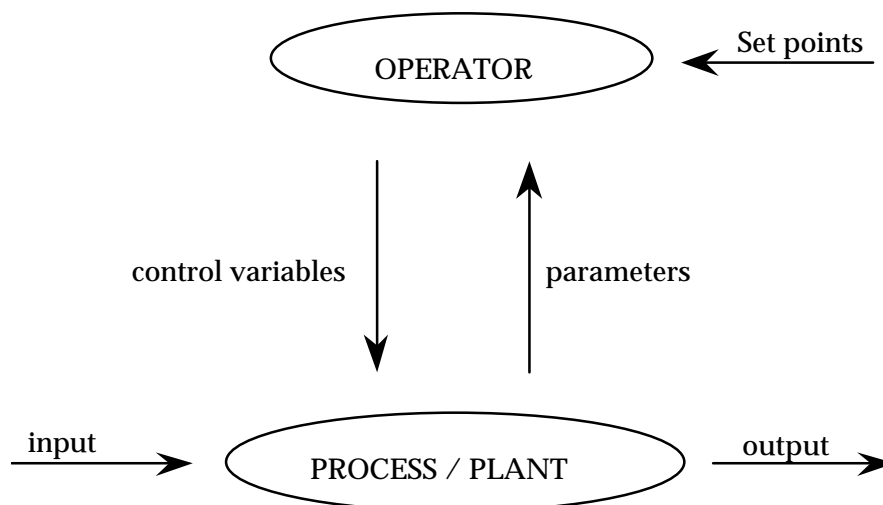 Set points
OPERATOR
control variables
parameters
input
output
PROCESS / PLANT